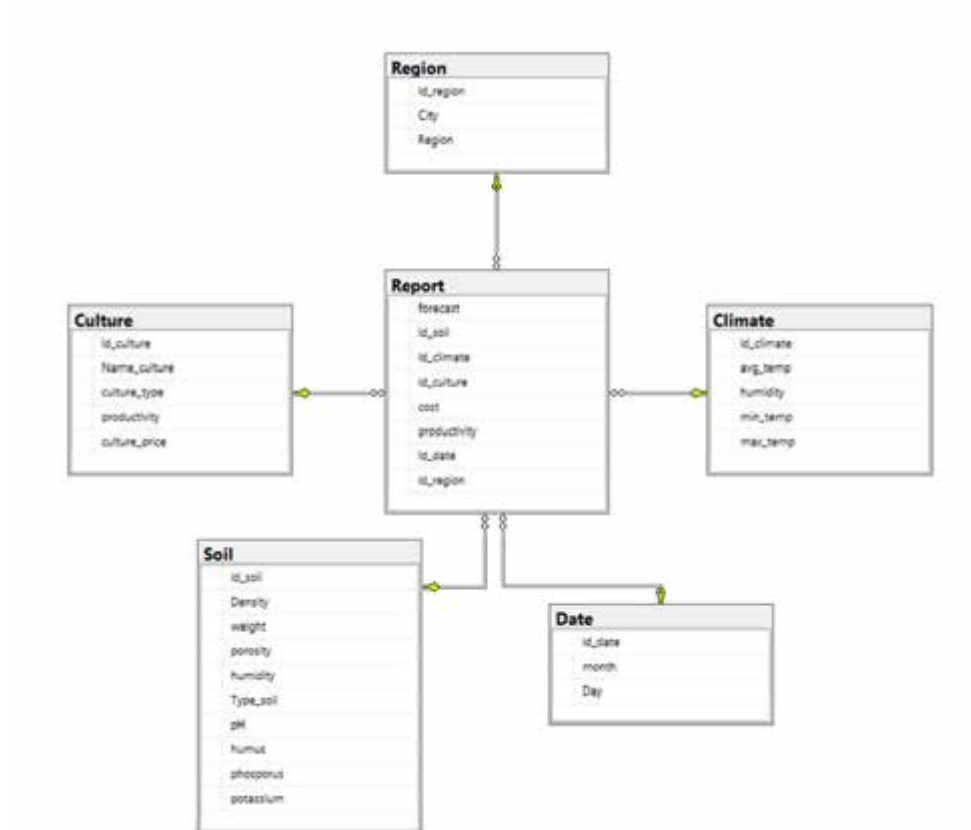 Region
Id_region
City
Region
Report
forecast
Id_soil
Id_climate
Id_culture
cost
productivity
Id_date
Id_region
Culture
Id_culture
Name_culture
culture_type
productivity
culture_price
Climate
Id_climate
avg_temp
humidity
min_temp
max_temp
Soil
Id_soil
Density
weight
porosity
humidity
Type_soil
pH
humus
phosporus
potassium
Date
Id_date
month
Day